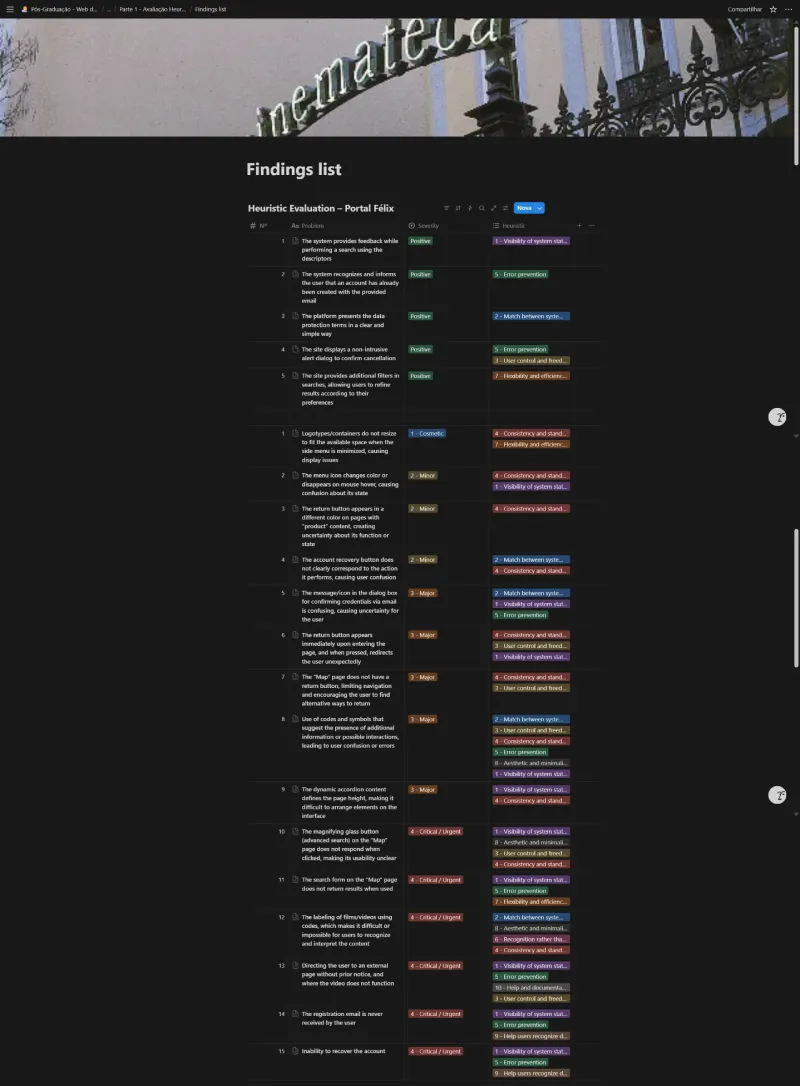 Pós-Graduação - Web d... / ... / Parte 1 - Avaliação Heur... / Findings list
Compartilhar
inemateca
Findings list
Heuristic Evaluation – Portal Félix
Nova
Nº Problem Severity Heuristic
1 The system provides feedback while Positive 1 - Visibility of system stat...
performing a search using the
descriptors
2 The system recognizes and informs Positive 5 - Error prevention
the user that an account has already
been created with the provided
email
3 The platform presents the data Positive 2 - Match between syste...
protection terms in a clear and
simple way
4 The site displays a non-intrusive Positive 5 - Error prevention
alert dialog to confirm cancellation 3 - User control and freed...
5 The site provides additional filters in Positive 7 - Flexibility and efficienc...
searches, allowing users to refine
results according to their
preferences
1 Logotypes/containers do not resize 1 - Cosmetic 4 - Consistency and stand...
to fit the available space when the 7 - Flexibility and efficienc...
side menu is minimized, causing
display issues
2 The menu icon changes color or 2 - Minor 4 - Consistency and stand...
disappears on mouse hover, causing 1 - Visibility of system stat...
confusion about its state
3 The return button appears in a 2 - Minor 4 - Consistency and stand...
different color on pages with
"product" content, creating
uncertainty about its function or
state
4 The account recovery button does 2 - Minor 2 - Match between syste...
not clearly correspond to the action 4 - Consistency and stand...
it performs, causing user confusion
5 The message/icon in the dialog box 3 - Major 2 - Match between syste...
for confirming credentials via email 1 - Visibility of system stat...
is confusing, causing uncertainty for 5 - Error prevention
the user
6 The return button appears 3 - Major 4 - Consistency and stand...
immediately upon entering the 3 - User control and freed...
page, and when pressed, redirects 1 - Visibility of system stat...
the user unexpectedly
7 The "Map" page does not have a 3 - Major 4 - Consistency and stand...
return button, limiting navigation 3 - User control and freed...
and encouraging the user to find
alternative ways to return
8 Use of codes and symbols that 3 - Major 2 - Match between syste...
suggest the presence of additional 3 - User control and freed...
information or possible interactions, 4 - Consistency and stand...
leading to user confusion or errors 5 - Error prevention
8 - Aesthetic and minimali...
1 - Visibility of system stat...
9 The dynamic accordion content 3 - Major 1 - Visibility of system stat...
defines the page height, making it 4 - Consistency and stand...
difficult to arrange elements on the
interface
10 The magnifying glass button 4 - Critical / Urgent 1 - Visibility of system stat...
(advanced search) on the "Map" 8 - Aesthetic and minimali...
page does not respond when 3 - User control and freed...
clicked, making its usability unclear 4 - Consistency and stand...
11 The search form on the "Map" page 4 - Critical / Urgent 1 - Visibility of system stat...
does not return results when used 5 - Error prevention
7 - Flexibility and efficienc...
12 The labeling of films/videos using 4 - Critical / Urgent 2 - Match between syste...
codes, which makes it difficult or 8 - Aesthetic and minimali...
impossible for users to recognize 6 - Recognition rather tha...
and interpret the content 4 - Consistency and stand...
13 Directing the user to an external 4 - Critical / Urgent 1 - Visibility of system stat...
page without prior notice, and 5 - Error prevention
where the video does not function 10 - Help and documenta...
3 - User control and freed...
14 The registration email is never 4 - Critical / Urgent 1 - Visibility of system stat...
received by the user 5 - Error prevention
9 - Help users recognize d...
15 Inability to recover the account 4 - Critical / Urgent 1 - Visibility of system stat...
5 - Error prevention
9 - Help users recognize d...